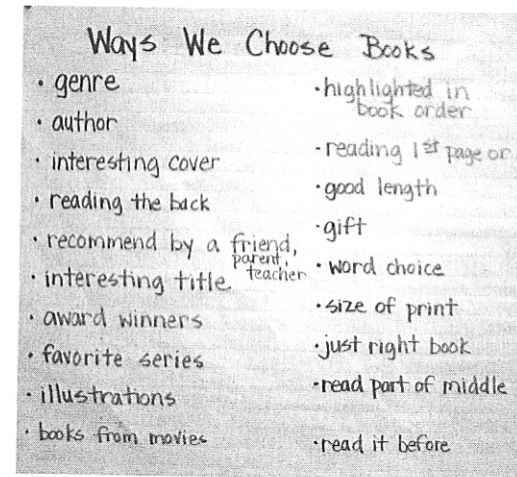 Ways We Choose Books
· genre
· author
· interesting cover
· reading the back
· recommend by a friend,
parent,
teacher
· interesting title
· award winners
· favorite series
· illustrations
· books from movies
· highlighted in
book order
· reading 1st page or
· good length
· gift
· word choice
· size of print
· just right book
· read part of middle
· read it before